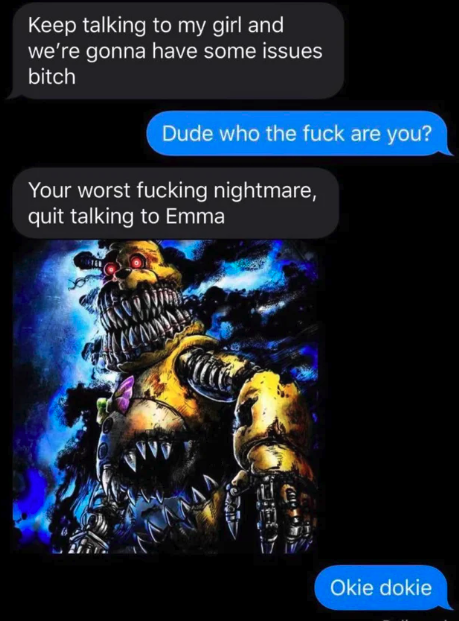 Keep talking to my girl and
we're gonna have some issues
bitch
Dude who the fuck are you?
Your worst fucking nightmare,
quit talking to Emma
Okie dokie